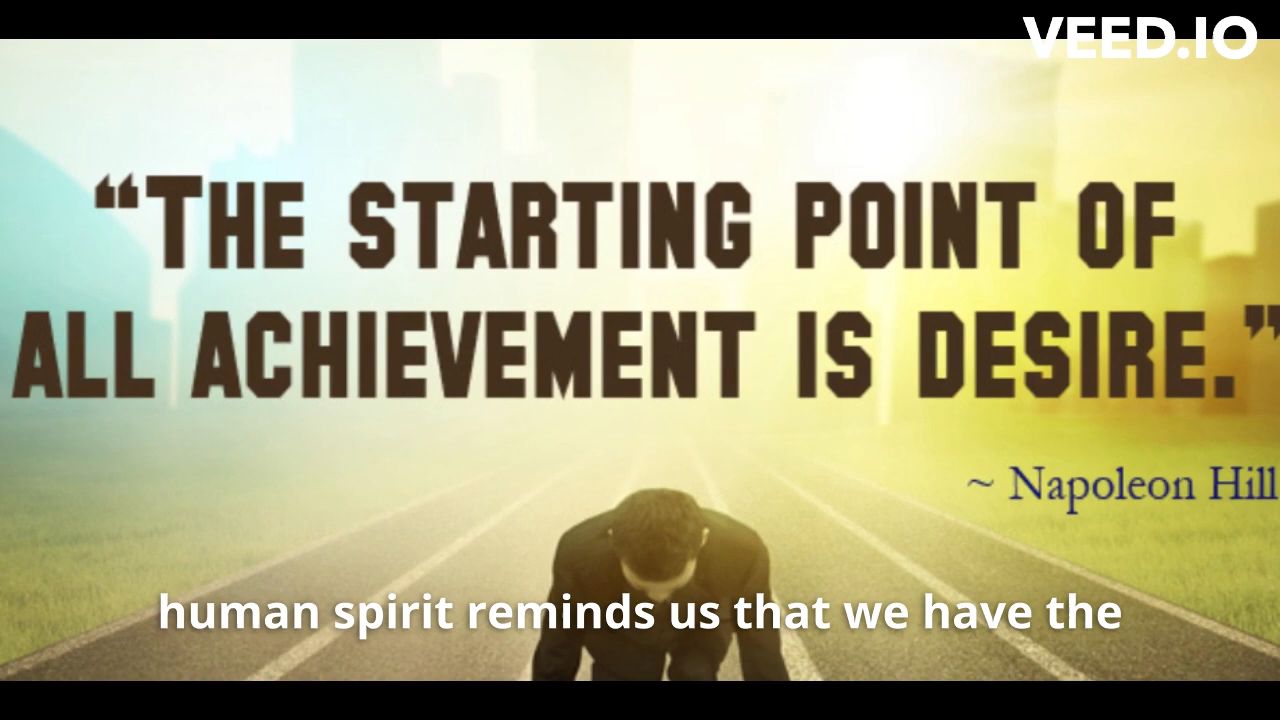 VEED.IO
“THE STARTING POINT OF
ALL ACHIEVEMENT IS DESIRE.”
~ Napoleon Hill
human spirit reminds us that we have the